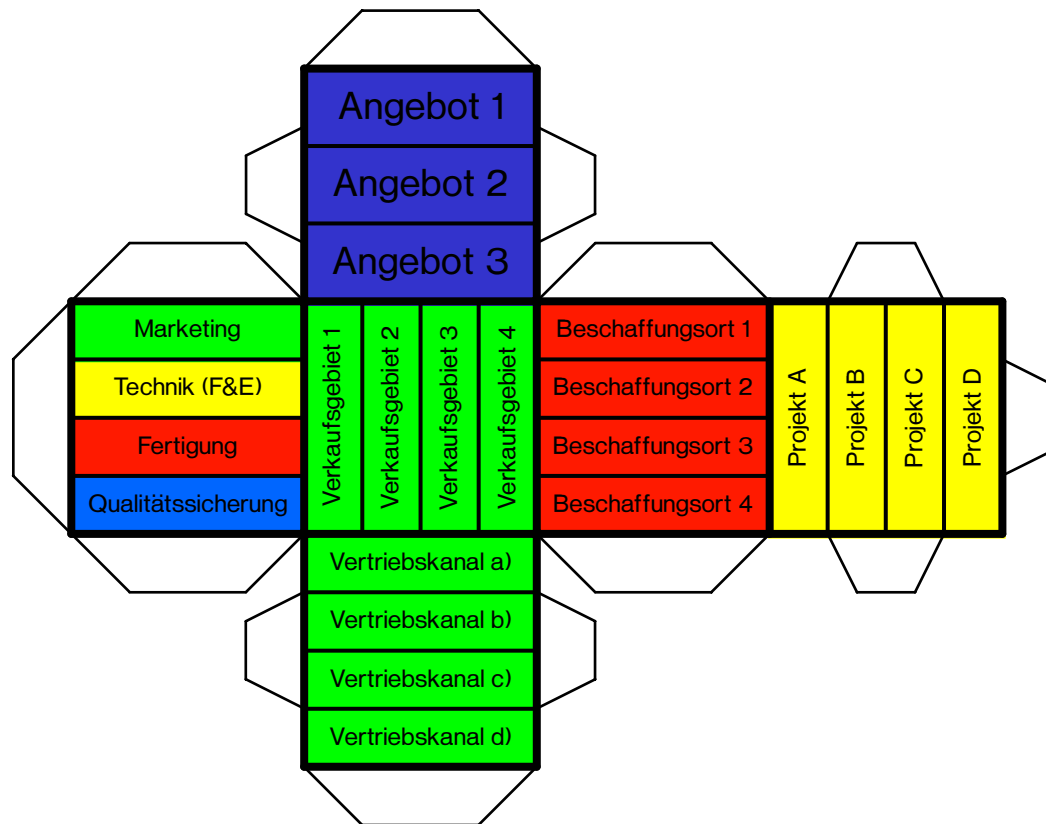 Angebot 1
Angebot 2
Angebot 3
Marketing
Technik (F&E)
Fertigung
Qualitätssicherung
Verkaufsgebiet 1
Verkaufsgebiet 2
Verkaufsgebiet 3
Verkaufsgebiet 4
Beschaffungsort 1
Beschaffungsort 2
Beschaffungsort 3
Beschaffungsort 4
Projekt A
Projekt B
Projekt C
Projekt D
Vertriebskanal a)
Vertriebskanal b)
Vertriebskanal c)
Vertriebskanal d)